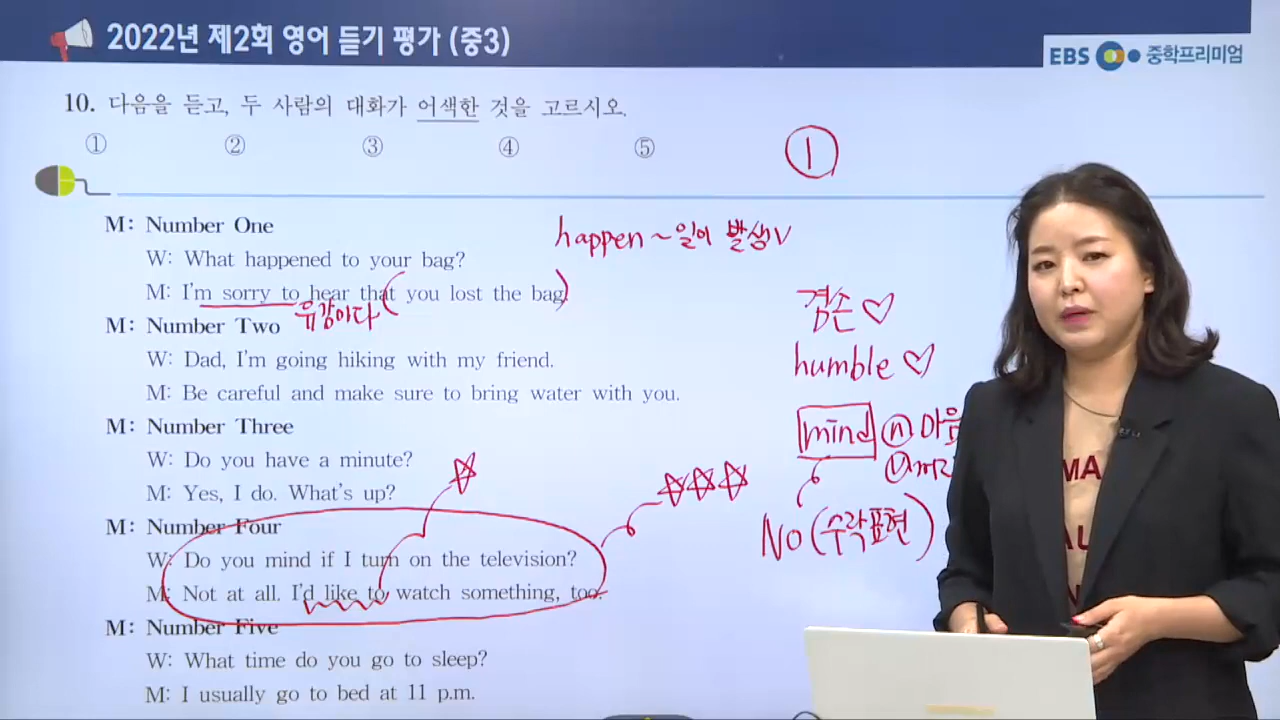 2022년 제2회 영어 듣기 평가 (중3)
EBS 중학프리미엄
10. 다음을 듣고, 두 사람의 대화가 어색한 것을 고르시오.
① ② ③ ④ ⑤
①
M: Number One
W: What happened to your bag?
M: I'm sorry to hear that you lost the bag.
유감이다
happen ~일이 발생V
M: Number Two
W: Dad, I'm going hiking with my friend.
M: Be careful and make sure to bring water with you.
겸손♡
humble♡
M: Number Three
W: Do you have a minute?
M: Yes, I do. What's up?
mind ⓝ 마음
ⓥ
No (수락표현)
M: Number Four
W: Do you mind if I turn on the television?
M: Not at all. I'd like to watch something, too.
M: Number Five
W: What time do you go to sleep?
M: I usually go to bed at 11 p.m.
MA